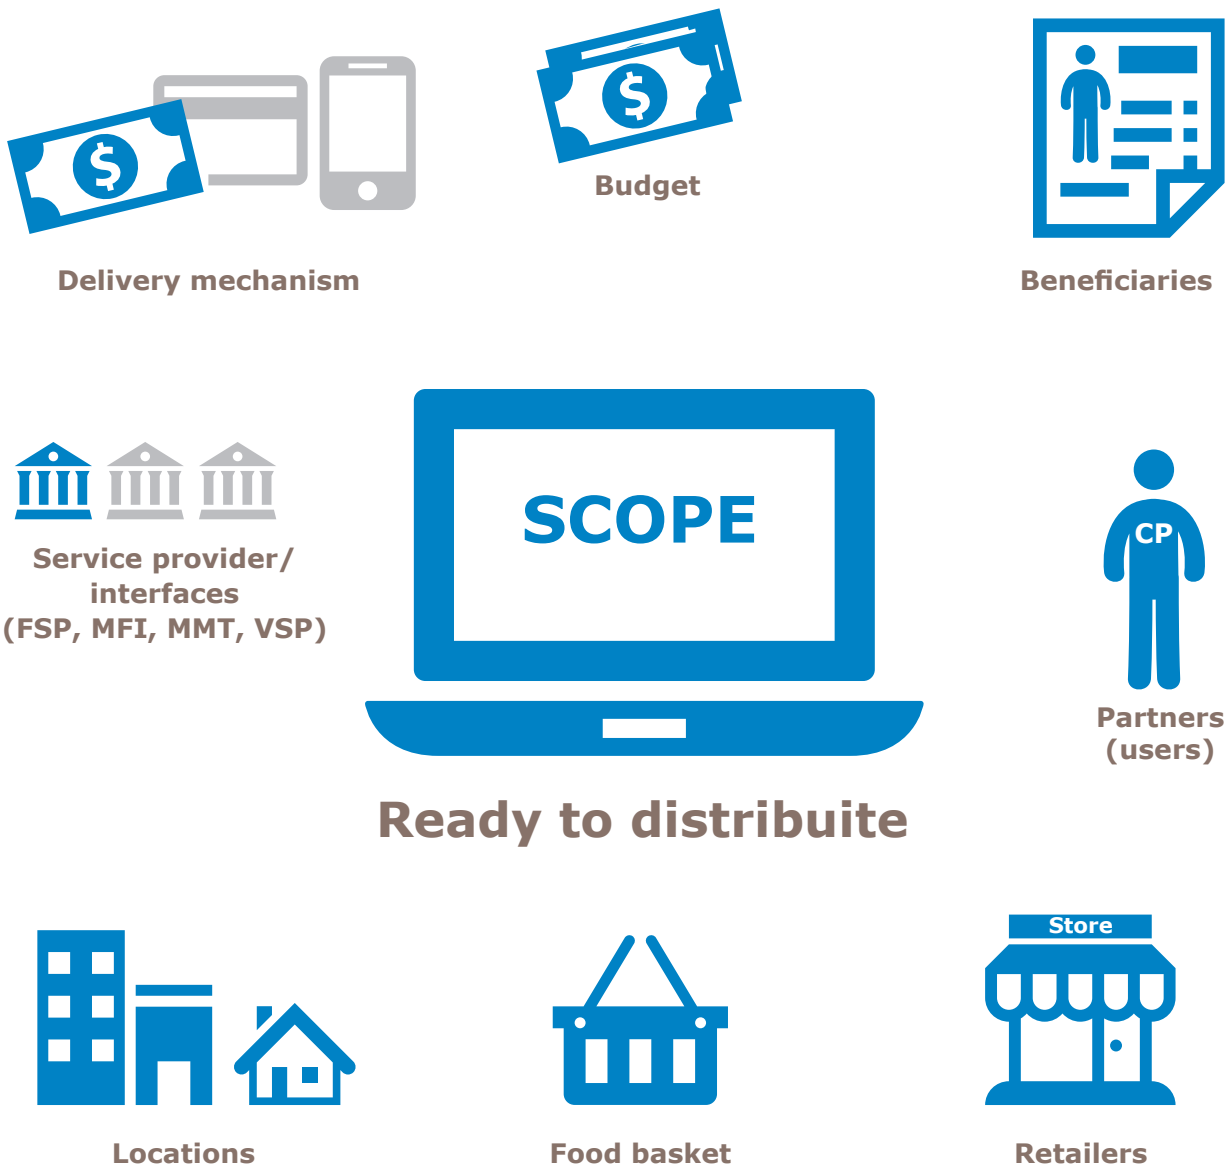 Budget
Delivery mechanism
Beneficiaries
SCOPE
CP
Service provider/
interfaces
(FSP, MFI, MMT, VSP)
Partners
(users)
Ready to distribuite
Store
Locations
Food basket
Retailers